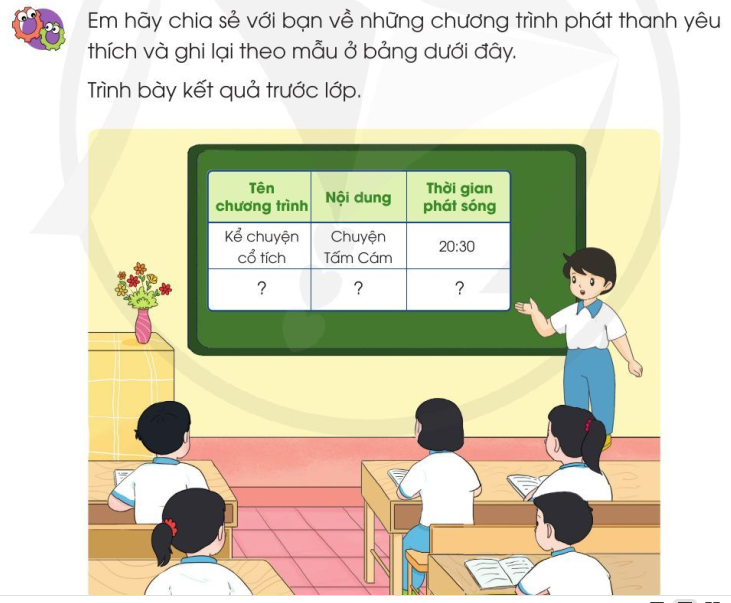 Em hãy chia sẻ với bạn về những chương trình phát thanh yêu
thích và ghi lại theo mẫu ở bảng dưới đây.
Trình bày kết quả trước lớp.
Tên chương trình | Nội dung | Thời gian phát sóng
Kể chuyện cổ tích | Chuyện Tấm Cám | 20:30
? | ? | ?